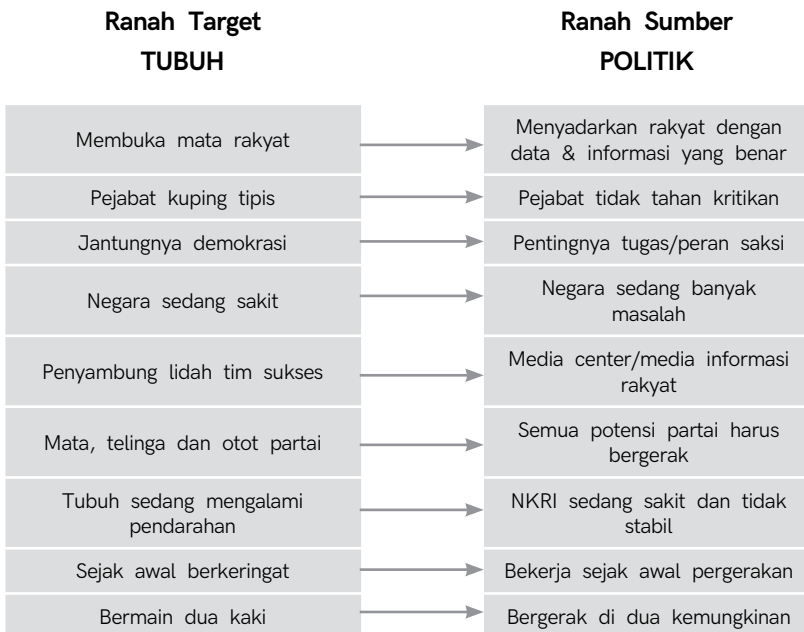 Ranah Target
TUBUH
Ranah Sumber
POLITIK
Membuka mata rakyat
Menyadarkan rakyat dengan
data & informasi yang benar
Pejabat kuping tipis
Pejabat tidak tahan kritikan
Jantungnya demokrasi
Pentingnya tugas/peran saksi
Negara sedang sakit
Negara sedang banyak
masalah
Penyambung lidah tim sukses
Media center/media informasi
rakyat
Mata, telinga dan otot partai
Semua potensi partai harus
bergerak
Tubuh sedang mengalami
pendarahan
NKRI sedang sakit dan tidak
stabil
Sejak awal berkeringat
Bekerja sejak awal pergerakan
Bermain dua kaki
Bergerak di dua kemungkinan